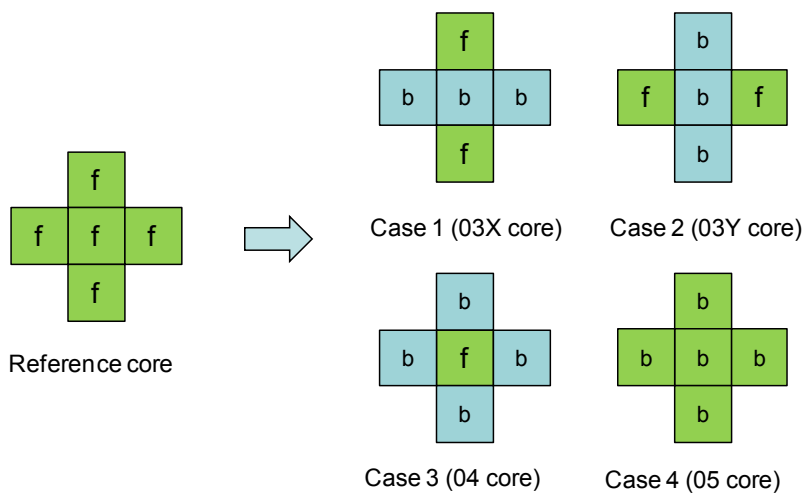 f
b b b
f
Case 1 (03X core)
b
f b f
b
Case 2 (03Y core)
f
f f f
f
Reference core
b
b f b
b
Case 3 (04 core)
b
b b b
b
Case 4 (05 core)